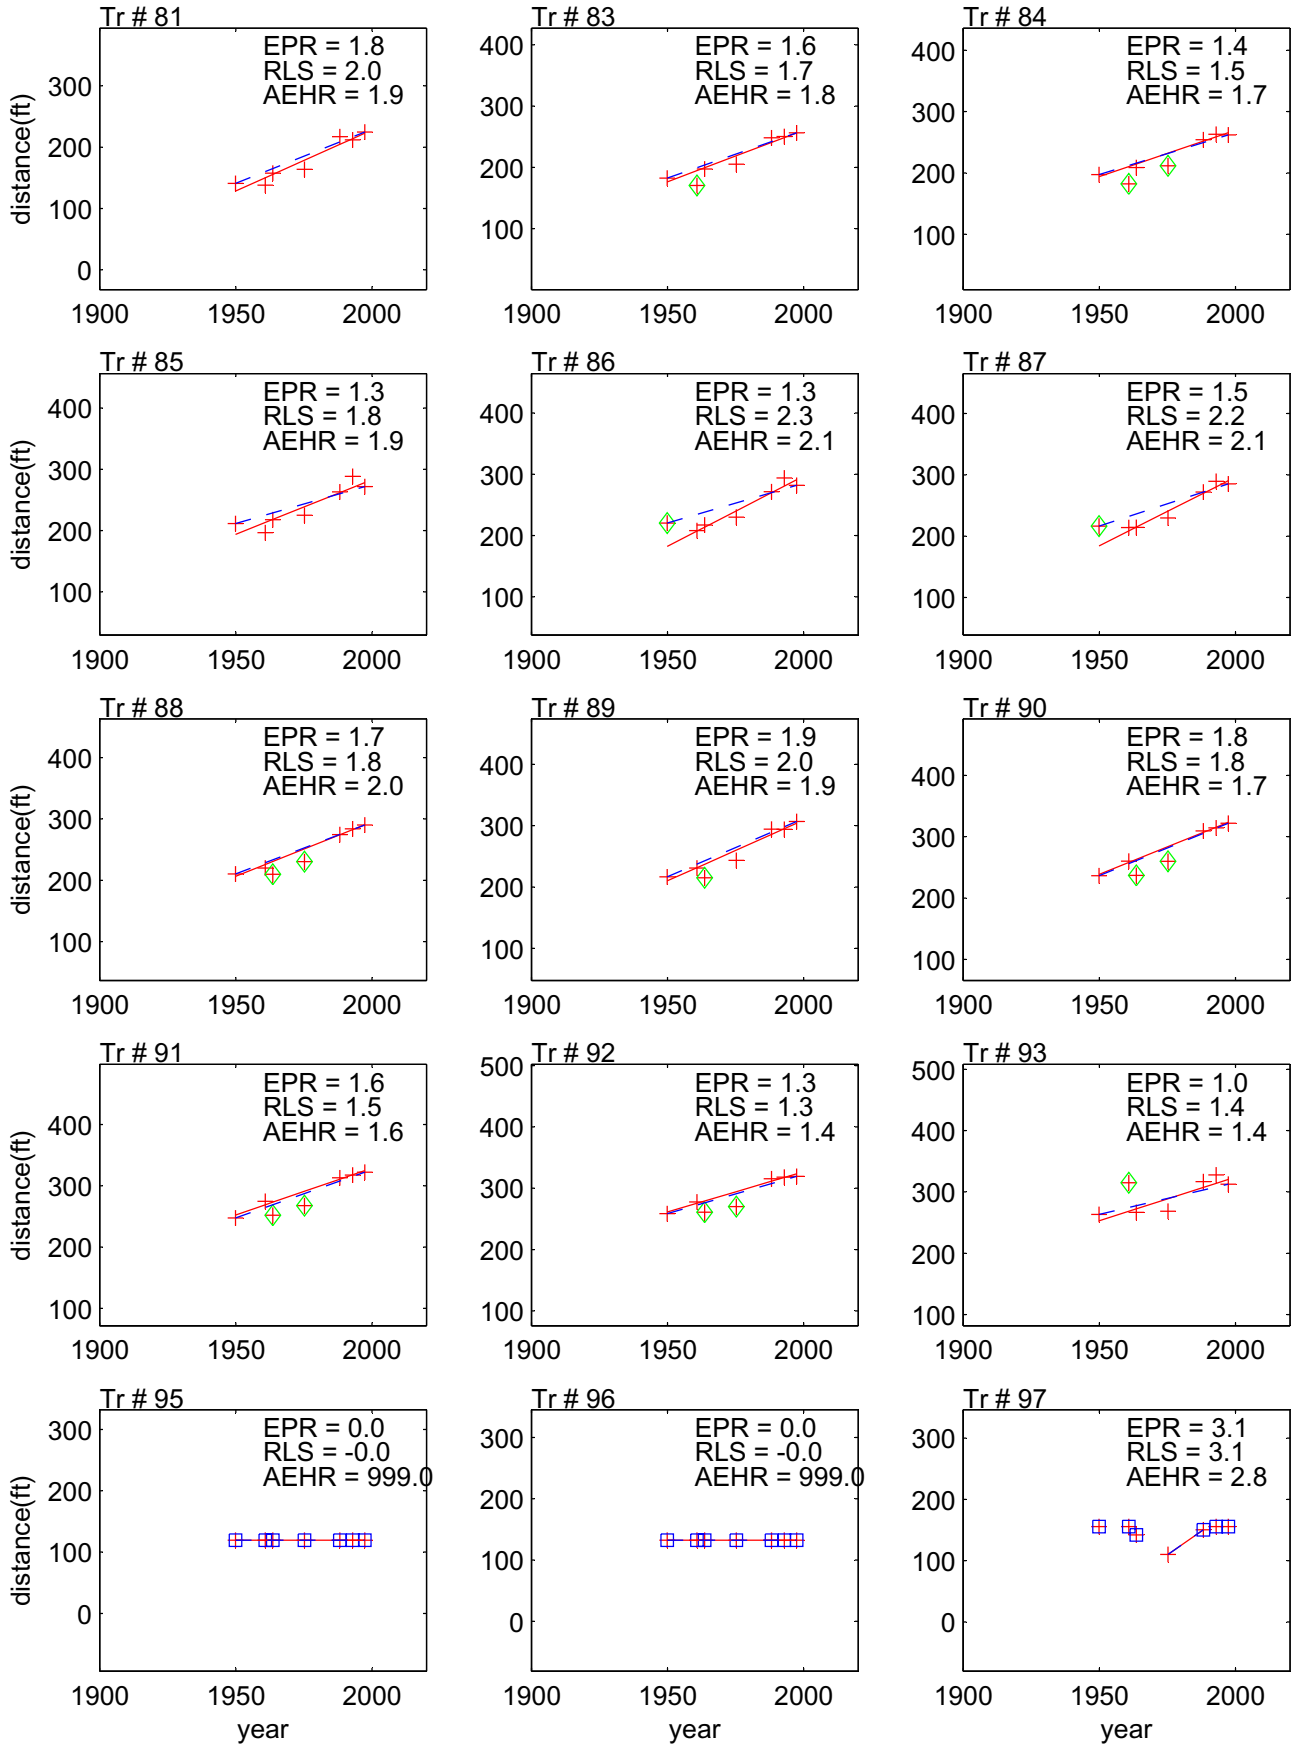 Tr # 81
EPR = 1.8
RLS = 2.0
AEHR = 1.9
300
200
100
0
distance(ft)
1900 1950 2000
Tr # 83
EPR = 1.6
RLS = 1.7
AEHR = 1.8
400
300
200
100
1900 1950 2000
Tr # 84
EPR = 1.4
RLS = 1.5
AEHR = 1.7
400
300
200
100
1900 1950 2000
Tr # 85
EPR = 1.3
RLS = 1.8
AEHR = 1.9
400
300
200
100
distance(ft)
1900 1950 2000
Tr # 86
EPR = 1.3
RLS = 2.3
AEHR = 2.1
400
300
200
100
1900 1950 2000
Tr # 87
EPR = 1.5
RLS = 2.2
AEHR = 2.1
400
300
200
100
1900 1950 2000
Tr # 88
EPR = 1.7
RLS = 1.8
AEHR = 2.0
400
300
200
100
distance(ft)
1900 1950 2000
Tr # 89
EPR = 1.9
RLS = 2.0
AEHR = 1.9
400
300
200
100
1900 1950 2000
Tr # 90
EPR = 1.8
RLS = 1.8
AEHR = 1.7
400
300
200
100
1900 1950 2000
Tr # 91
EPR = 1.6
RLS = 1.5
AEHR = 1.6
400
300
200
100
distance(ft)
1900 1950 2000
Tr # 92
EPR = 1.3
RLS = 1.3
AEHR = 1.4
500
400
300
200
100
1900 1950 2000
Tr # 93
EPR = 1.0
RLS = 1.4
AEHR = 1.4
500
400
300
200
100
1900 1950 2000
Tr # 95
EPR = 0.0
RLS = -0.0
AEHR = 999.0
300
200
100
0
distance(ft)
1900 1950 2000
year
Tr # 96
EPR = 0.0
RLS = -0.0
AEHR = 999.0
300
200
100
0
1900 1950 2000
year
Tr # 97
EPR = 3.1
RLS = 3.1
AEHR = 2.8
300
200
100
0
1900 1950 2000
year